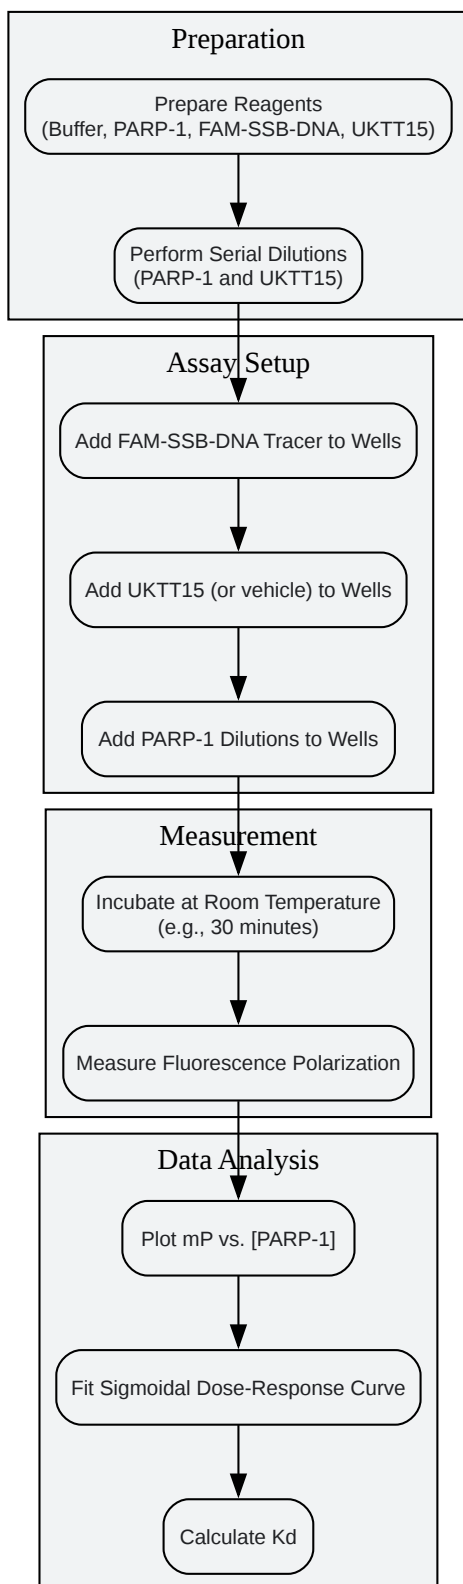 Preparation
Prepare Reagents
(Buffer, PARP-1, FAM-SSB-DNA, UKTT15)
Perform Serial Dilutions
(PARP-1 and UKTT15)
Assay Setup
Add FAM-SSB-DNA Tracer to Wells
Add UKTT15 (or vehicle) to Wells
Add PARP-1 Dilutions to Wells
Measurement
Incubate at Room Temperature
(e.g., 30 minutes)
Measure Fluorescence Polarization
Data Analysis
Plot mP vs. [PARP-1]
Fit Sigmoidal Dose-Response Curve
Calculate Kd